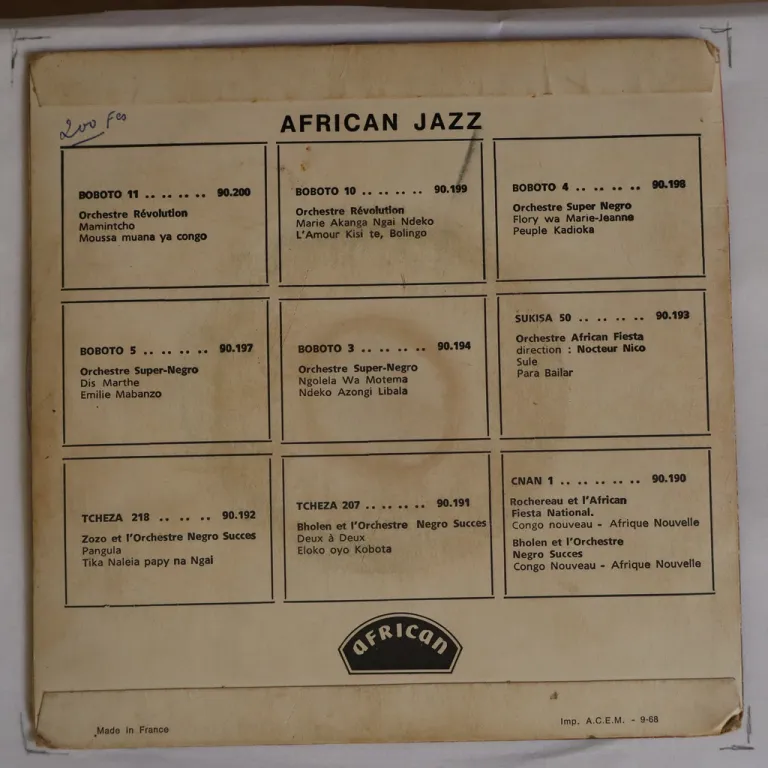 200 Fcs
AFRICAN JAZZ
BOBOTO 11 .. .. .. .. 90.200
Orchestre Révolution
Mamintcho
Moussa muana ya congo
BOBOTO 10 .. .. .. .. 90.199
Orchestre Révolution
Marie Akanga Ngai Ndeko
L'Amour Kisi te, Bolingo
BOBOTO 4 .. .. .. .. 90.198
Orchestre Super Negro
Flory wa Marie-Jeanne
Peuple Kadioka
BOBOTO 5 .. .. .. .. 90.197
Orchestre Super-Negro
Dis Marthe
Emilie Mabanzo
BOBOTO 3 .. .. .. .. 90.194
Orchestre Super-Negro
Ngolela Wa Motema
Ndeko Azongi Libala
SUKISA 50 .. .. .. .. 90.193
Orchestre African Fiesta
direction : Nocteur Nico
Sule
Para Bailar
TCHEZA 218 .. .. .. 90.192
Zozo et l'Orchestre Negro Succes
Pangula
Tika Naleia papy na Ngai
TCHEZA 207 .. .. .. .. 90.191
Bholen et l'Orchestre Negro Succes
Deux à Deux
Eloko oyo Kobota
CNAN 1 .. .. .. .. .. 90.190
Rochereau et l'African
Fiesta National.
Congo nouveau - Afrique Nouvelle
Bholen et l'Orchestre
Negro Succes
Congo Nouveau - Afrique Nouvelle
AFRICAN
Made in France
Imp. A.C.E.M. - 9-68